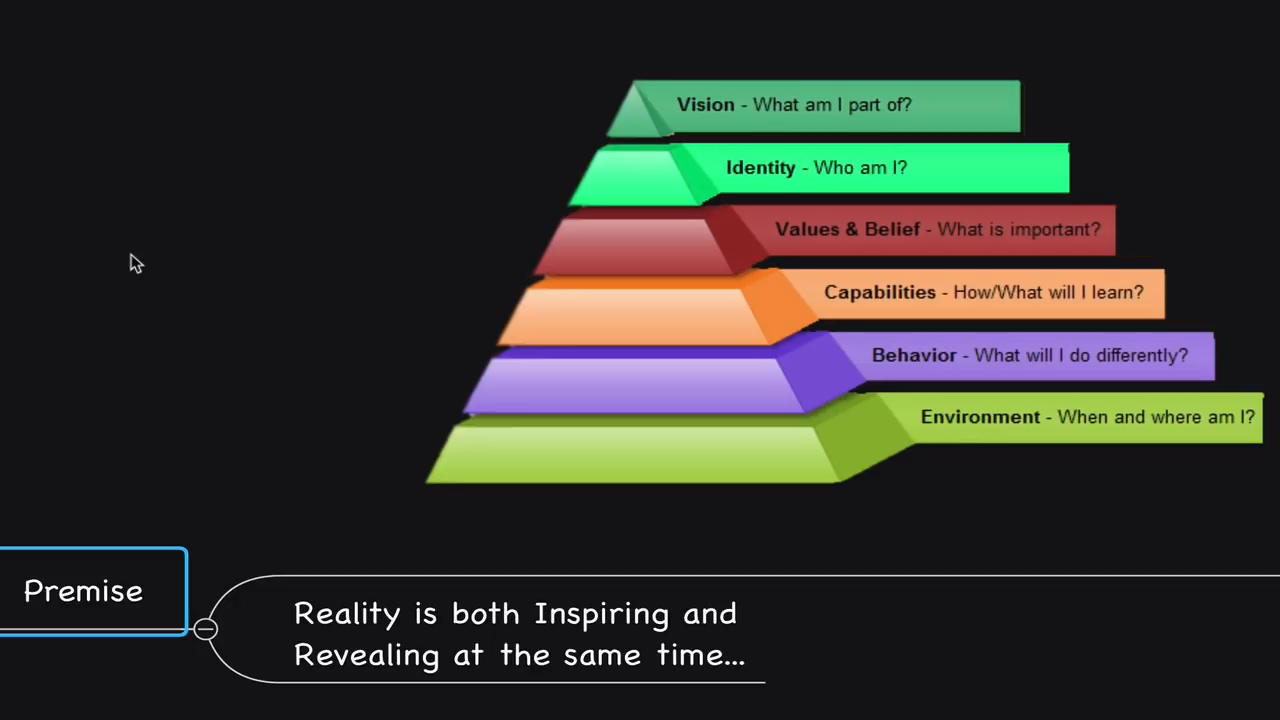 Vision - What am I part of?
Identity - Who am I?
Values & Belief - What is important?
Capabilities - How/What will I learn?
Behavior - What will I do differently?
Environment - When and where am I?
Premise
Reality is both Inspiring and
Revealing at the same time...